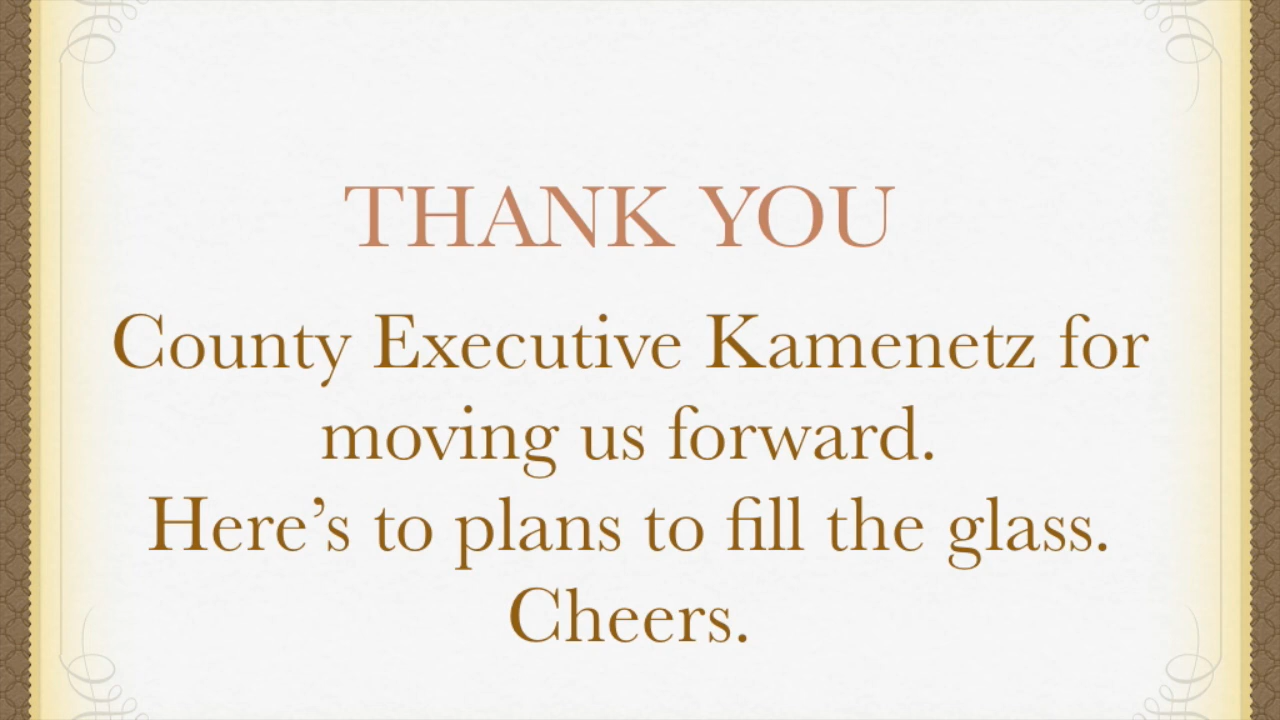 THANK YOU
County Executive Kamenetz for
moving us forward.
Here’s to plans to fill the glass.
Cheers.